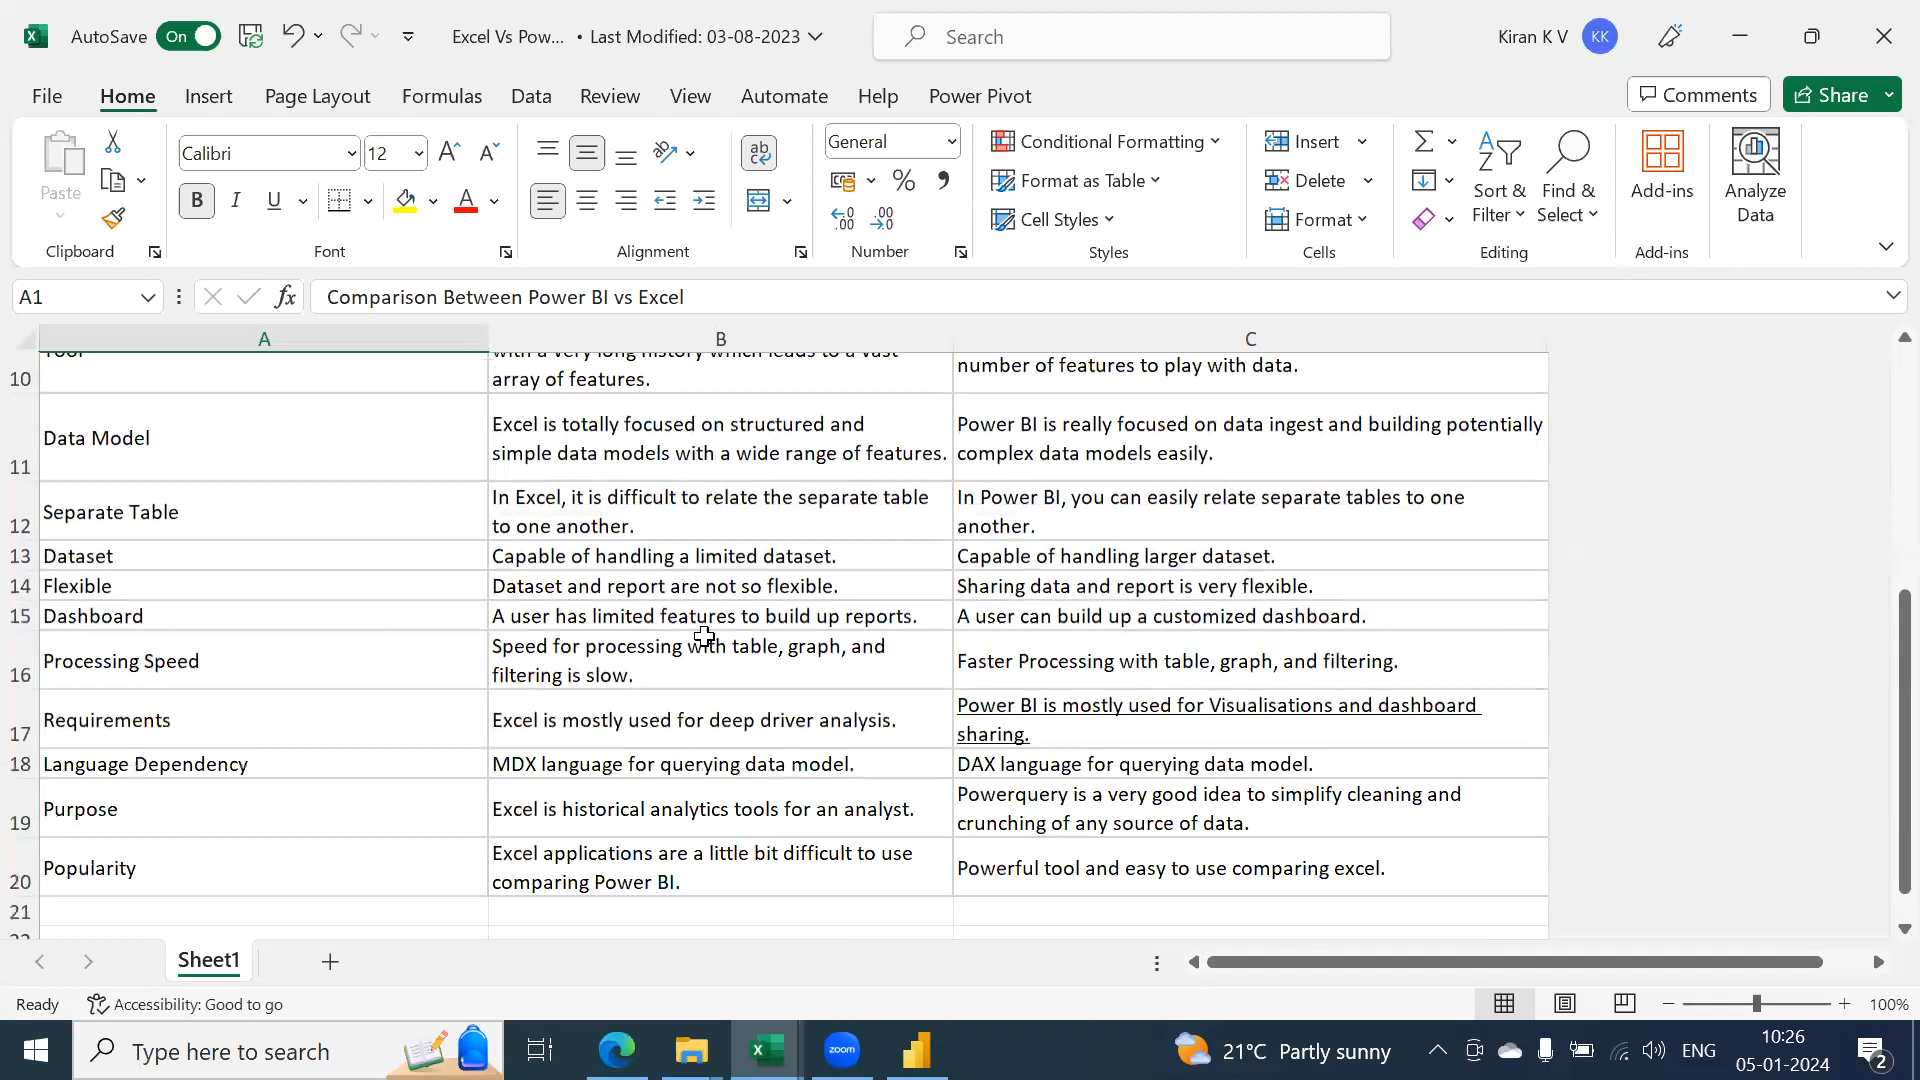 AutoSave On Excel Vs Pow... • Last Modified: 03-08-2023 Search Kiran K V KK
File Home Insert Page Layout Formulas Data Review View Automate Help Power Pivot Comments Share
Paste Calibri 12 General Conditional Formatting Insert
B I U Format as Table Delete Sort & Filter Find & Select Add-ins Analyze Data
Cell Styles Format
Clipboard Font Alignment Number Styles Cells Editing Add-ins
A1 fx Comparison Between Power BI vs Excel
A B C
with a very long history which leads to a vast
10 array of features. number of features to play with data.
11 Data Model Excel is totally focused on structured and Power BI is really focused on data ingest and building potentially
simple data models with a wide range of features. complex data models easily.
12 Separate Table In Excel, it is difficult to relate the separate table In Power BI, you can easily relate separate tables to one
to one another. another.
13 Dataset Capable of handling a limited dataset. Capable of handling larger dataset.
14 Flexible Dataset and report are not so flexible. Sharing data and report is very flexible.
15 Dashboard A user has limited features to build up reports. A user can build up a customized dashboard.
16 Processing Speed Speed for processing with table, graph, and Faster Processing with table, graph, and filtering.
filtering is slow.
17 Requirements Excel is mostly used for deep driver analysis. Power BI is mostly used for Visualisations and dashboard
sharing.
18 Language Dependency MDX language for querying data model. DAX language for querying data model.
19 Purpose Excel is historical analytics tools for an analyst. Powerquery is a very good idea to simplify cleaning and
crunching of any source of data.
20 Popularity Excel applications are a little bit difficult to use Powerful tool and easy to use comparing excel.
comparing Power BI.
21
Sheet1
Ready Accessibility: Good to go 100%
Type here to search zoom 21°C Partly sunny ENG 10:26
05-01-2024 2